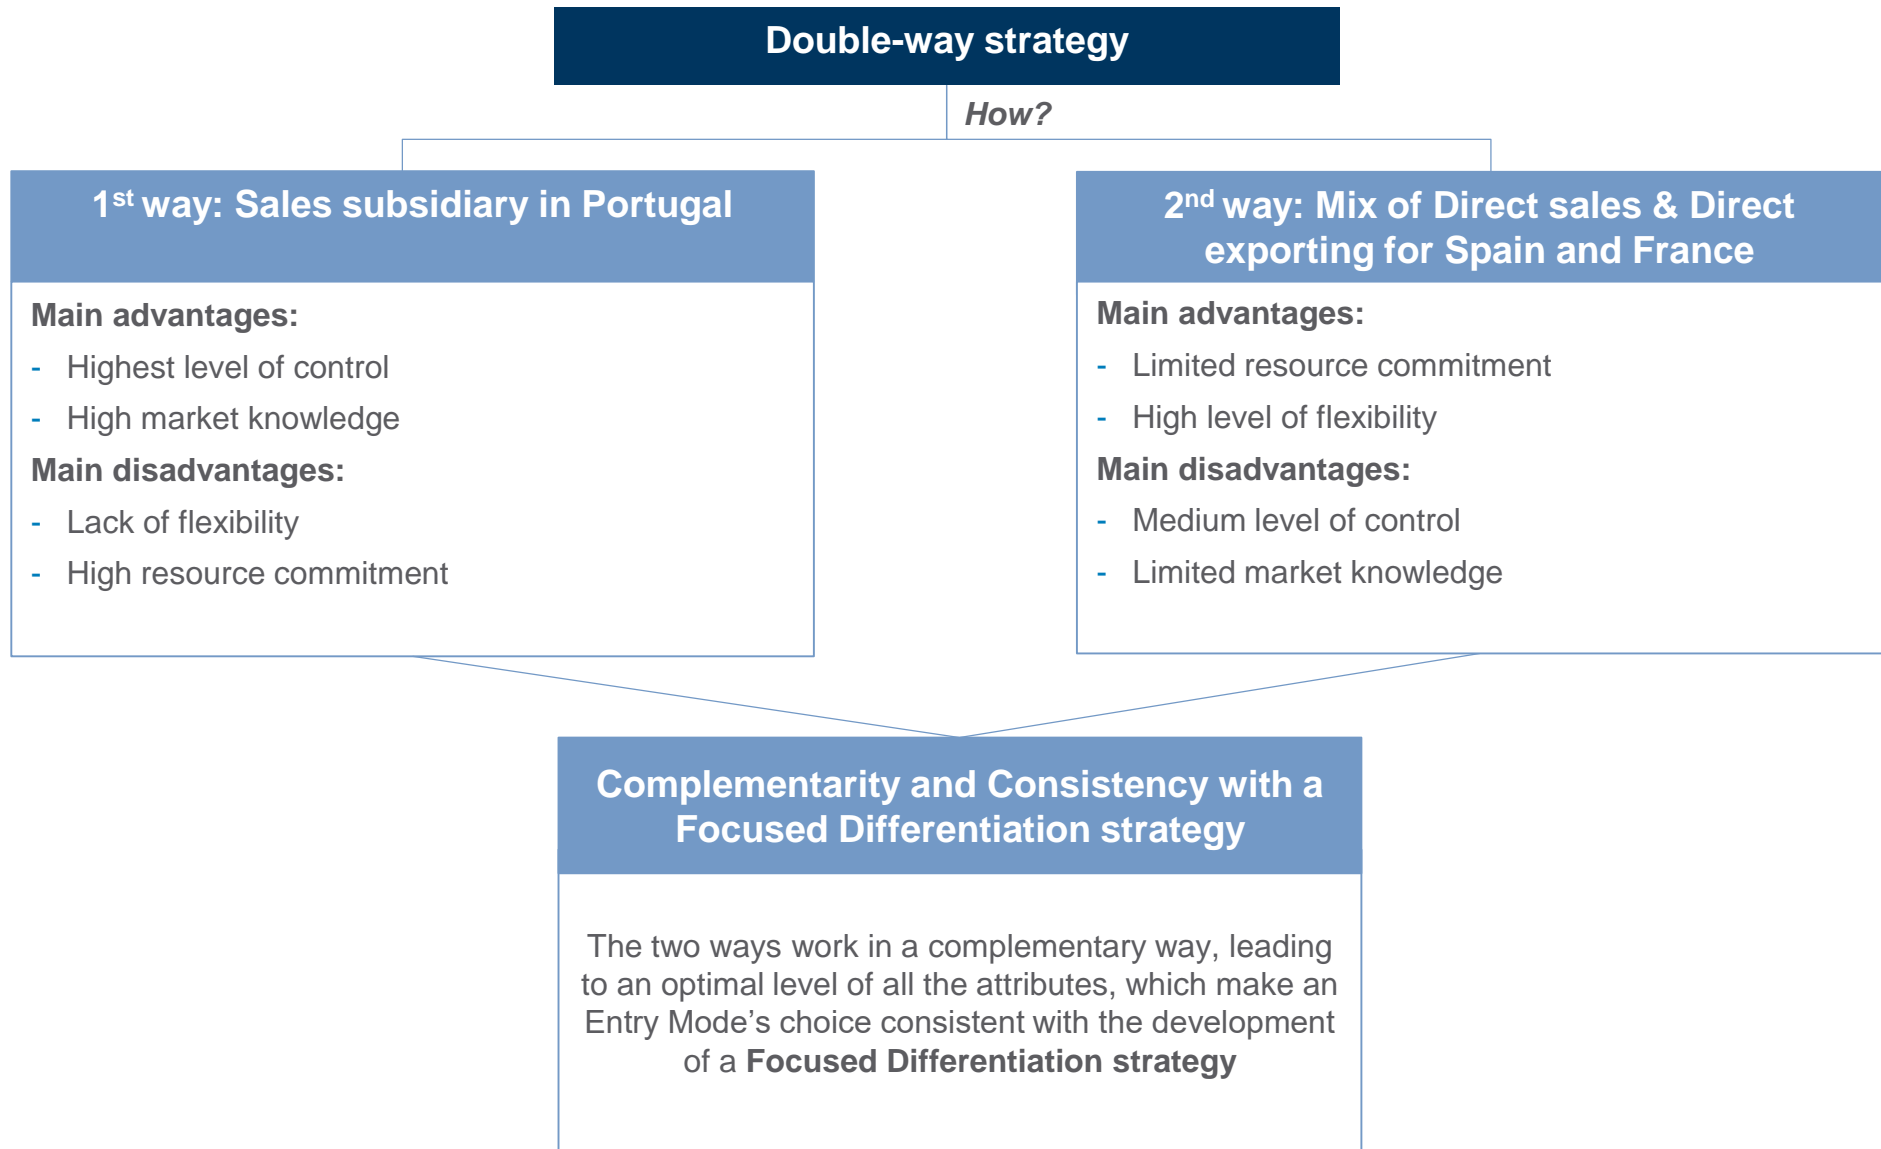 Double-way strategy
How?
1st way: Sales subsidiary in Portugal
Main advantages:
- Highest level of control
- High market knowledge
Main disadvantages:
- Lack of flexibility
- High resource commitment
2nd way: Mix of Direct sales & Direct
exporting for Spain and France
Main advantages:
- Limited resource commitment
- High level of flexibility
Main disadvantages:
- Medium level of control
- Limited market knowledge
Complementarity and Consistency with a
Focused Differentiation strategy
The two ways work in a complementary way, leading
to an optimal level of all the attributes, which make an
Entry Mode’s choice consistent with the development
of a Focused Differentiation strategy